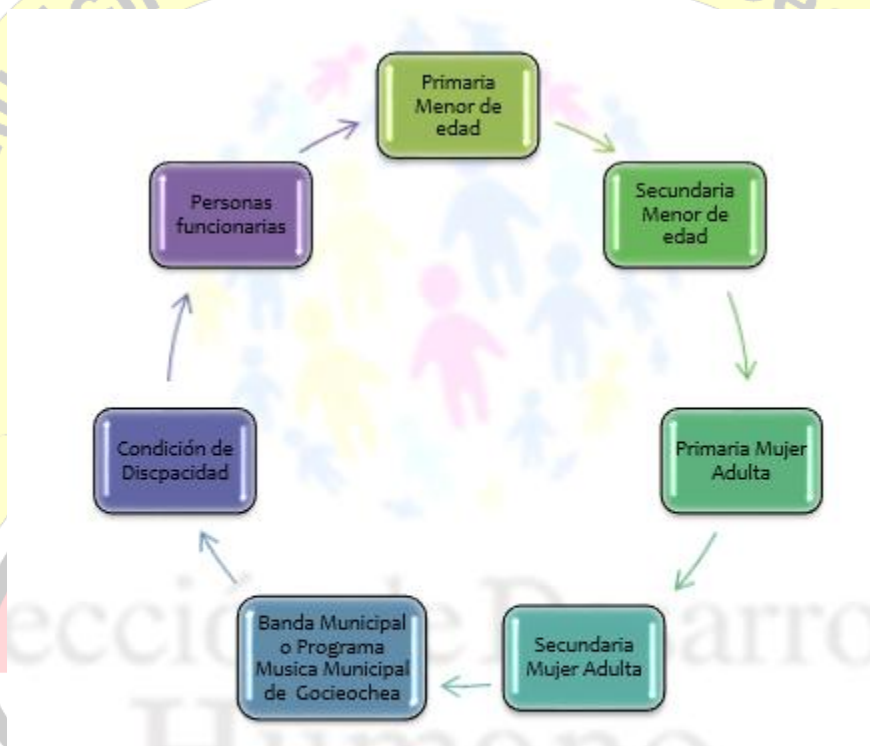 Primaria
Menor de
edad
Secundaria
Menor de
edad
Primaria Mujer
Adulta
Secundaria
Mujer Adulta
Banda Municipal
o Programa
Musica Municipal
de Gocieochea
Condición de
Discpacidad
Personas
funcionarias